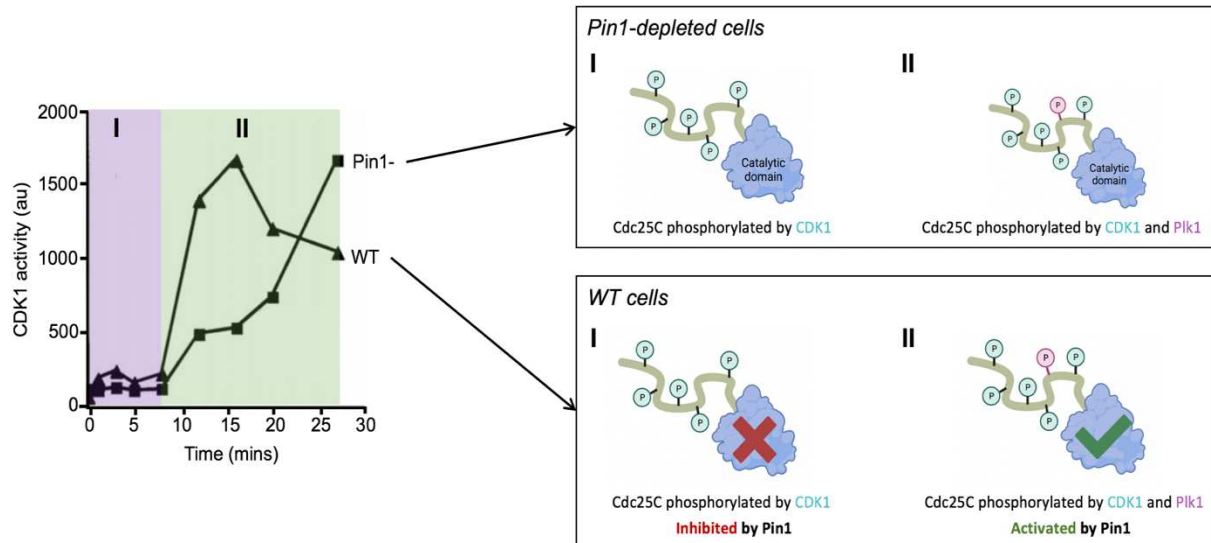 I
II
2000
1500
1000
500
0
0
5
10
15
20
25
30
CDK1 activity (au)
Time (mins)
Pin1-
WT
Pin1-depleted cells
I
II
P
P
P
P
P
P
Catalytic
domain
P
P
P
P
P
P
P
Catalytic
domain
Cdc25C phosphorylated by CDK1
Cdc25C phosphorylated by CDK1 and Plk1
WT cells
I
II
P
P
P
P
P
P
P
P
P
P
P
Cdc25C phosphorylated by CDK1
Inhibited by Pin1
Cdc25C phosphorylated by CDK1 and Plk1
Activated by Pin1